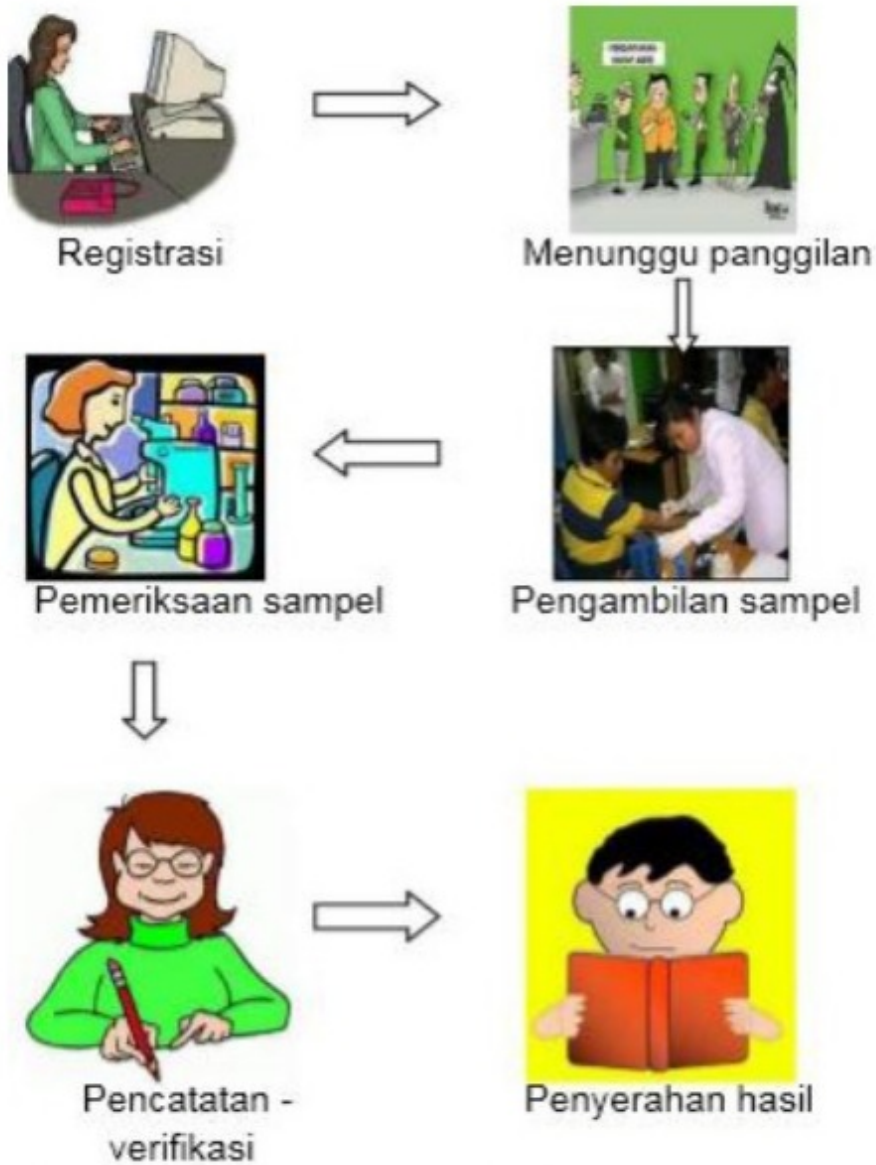 Registrasi
Menunggu panggilan
Pengambilan sampel
Pemeriksaan sampel
Pencatatan -
verifikasi
Penyerahan hasil